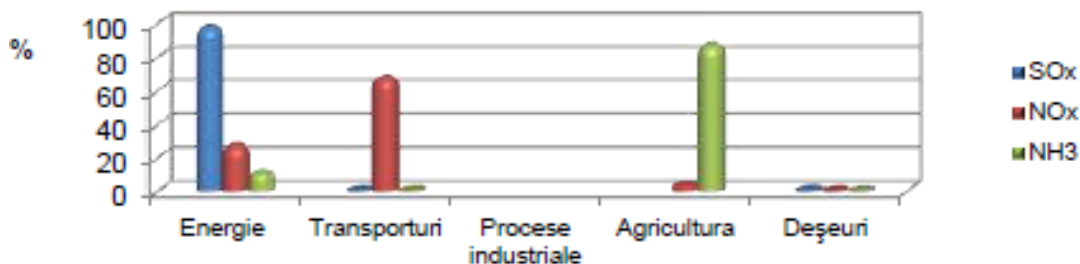 100
%
80
60
40
20
0
SOx
NOx
NH3
Energie
Transporturi
Procese
industriale
Agricultura
Deşeuri